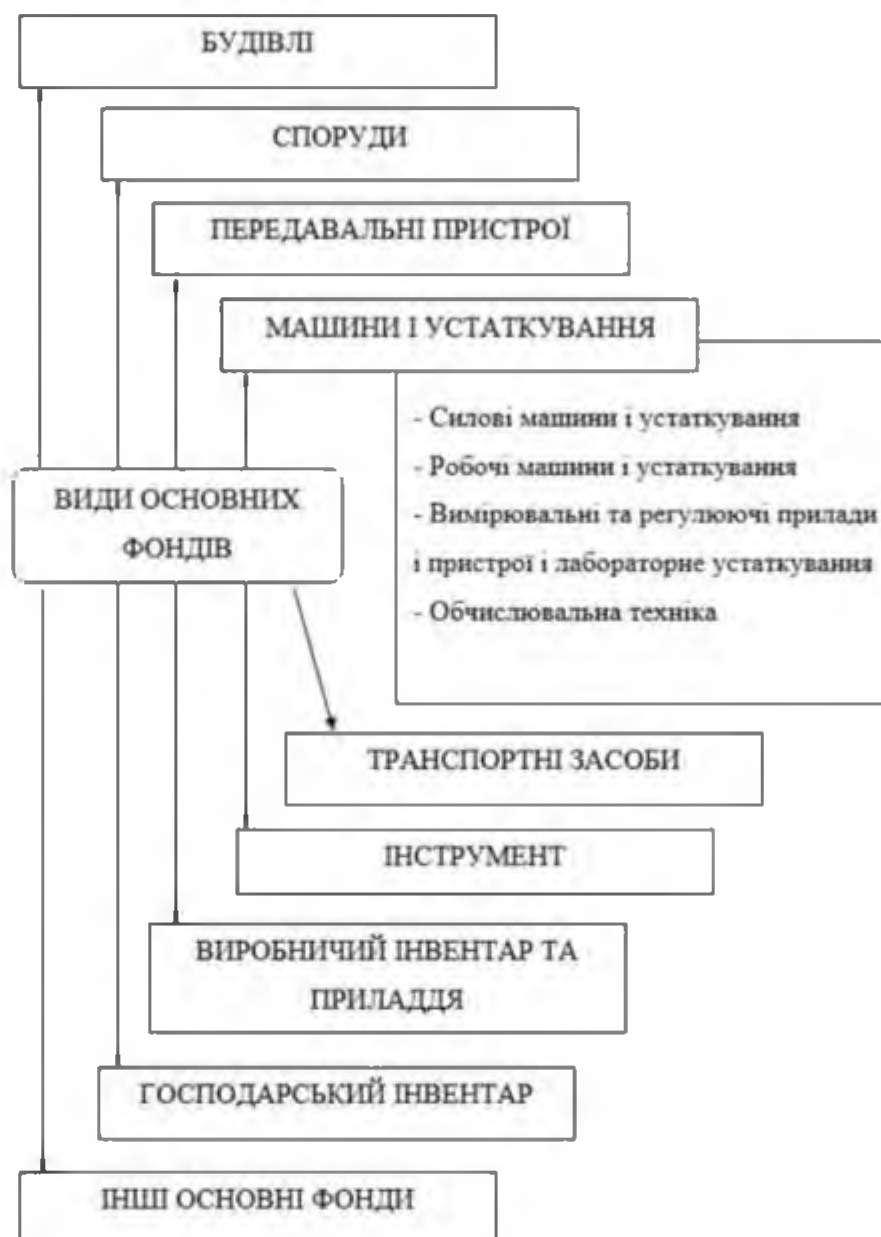 БУДІВЛІ
СПОРУДИ
ПЕРЕДАВАЛЬНІ ПРИСТРОЇ
МАШИНИ І УСТАТКУВАННЯ
- Силові машини і устаткування
- Робочі машини і устаткування
- Вимірювальні та регулюючі прилади
і пристрої і лабораторне устаткування
- Обчислювальна техніка
ВИДИ ОСНОВНИХ
ФОНДІВ
ТРАНСПОРТНІ ЗАСОБИ
ІНСТРУМЕНТ
ВИРОБНИЧИЙ ІНВЕНТАР ТА
ПРИЛАДДЯ
ГОСПОДАРСЬКИЙ ІНВЕНТАР
ІНШІ ОСНОВНІ ФОНДИ